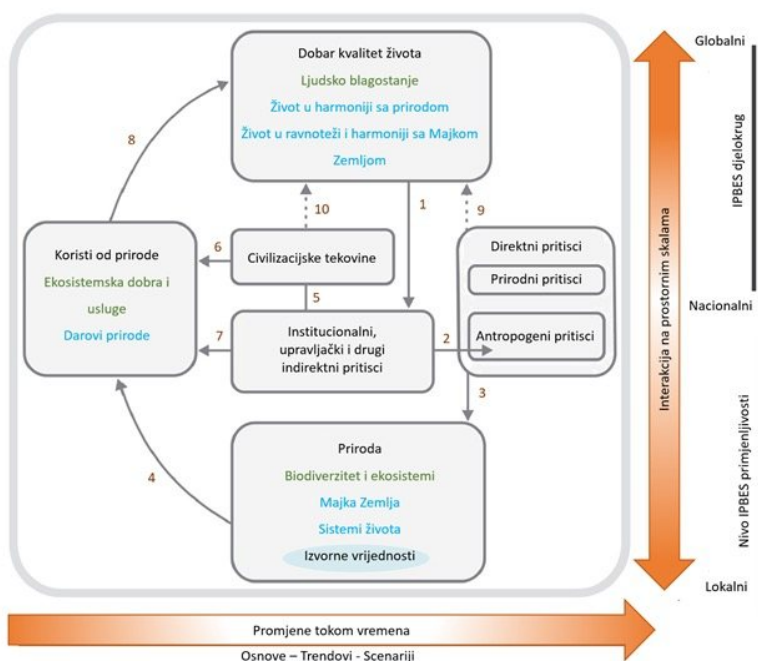 Dobar kvalitet života
Ljudsko blagostanje
Život u harmoniji sa prirodom
Život u ravnoteži i harmoniji sa Majkom
Zemljom
8
10
1
9
Koristi od prirode
Ekosistemska dobra i
usluge
Darovi prirode
6
Civilizacijske tekovine
5
7
Institucionalni,
upravljački i drugi
indirektni pritisci
2
Direktni pritisci
Prirodni pritisci
Antropogeni pritisci
3
4
Priroda
Biodiverzitet i ekosistemi
Majka Zemlja
Sistemi života
Izvorne vrijednosti
Globalni
Nacionalni
Lokalni
Interakcija na prostornim skalama
IPBES djelokrug
Nivo IPBES primjenljivosti
Promjene tokom vremena
Osnove – Trendovi - Scenariji